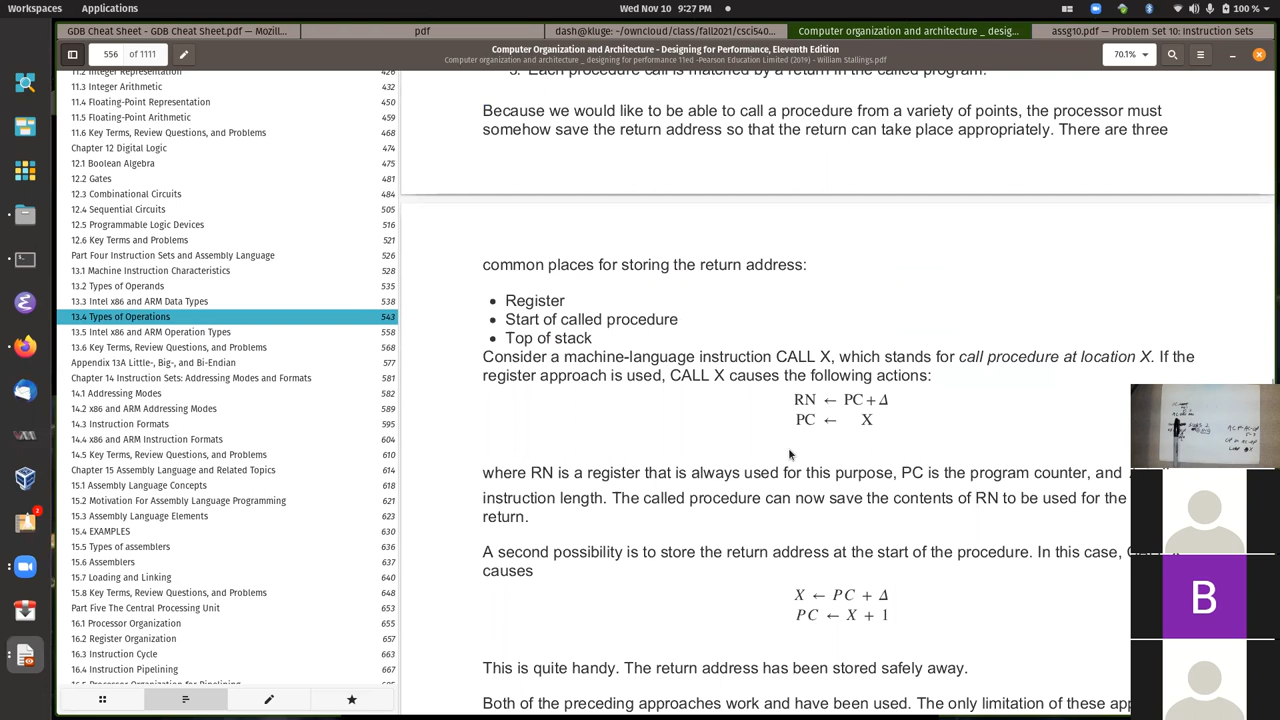 Workspaces
Applications
Wed Nov 10 9:27 PM
100 %
GDB Cheat Sheet - GDB Cheat Sheet.pdf — Mozill...
pdf
dash@kluge: ~/owncloud/class/fall2021/csci540...
Computer organization and architecture _ desig...
assg10.pdf — Problem Set 10: Instruction Sets
556 of 1111
Computer Organization and Architecture - Designing for Performance, Eleventh Edition
Computer organization and architecture _ designing for performance 11ed -Pearson Education Limited (2019) - William Stallings.pdf
70.1%
11.2 Integer Representation 426
11.3 Integer Arithmetic 432
11.4 Floating-Point Representation 450
11.5 Floating-Point Arithmetic 459
11.6 Key Terms, Review Questions, and Problems 468
Chapter 12 Digital Logic 474
12.1 Boolean Algebra 475
12.2 Gates 481
12.3 Combinational Circuits 484
12.4 Sequential Circuits 505
12.5 Programmable Logic Devices 516
12.6 Key Terms and Problems 521
Part Four Instruction Sets and Assembly Language 526
13.1 Machine Instruction Characteristics 528
13.2 Types of Operands 535
13.3 Intel x86 and ARM Data Types 538
13.4 Types of Operations 543
13.5 Intel x86 and ARM Operation Types 558
13.6 Key Terms, Review Questions, and Problems 568
Appendix 13A Little-, Big-, and Bi-Endian 577
Chapter 14 Instruction Sets: Addressing Modes and Formats 581
14.1 Addressing Modes 582
14.2 x86 and ARM Addressing Modes 589
14.3 Instruction Formats 595
14.4 x86 and ARM Instruction Formats 604
14.5 Key Terms, Review Questions, and Problems 610
Chapter 15 Assembly Language and Related Topics 614
15.1 Assembly Language Concepts 618
15.2 Motivation For Assembly Language Programming 621
15.3 Assembly Language Elements 623
15.4 EXAMPLES 630
15.5 Types of assemblers 636
15.6 Assemblers 637
15.7 Loading and Linking 640
15.8 Key Terms, Review Questions, and Problems 648
Part Five The Central Processing Unit 653
16.1 Processor Organization 655
16.2 Register Organization 657
16.3 Instruction Cycle 663
16.4 Instruction Pipelining 667
16.5 Processor Organization for Pipelining
3. Each procedure call is matched by a return in the called program.
Because we would like to be able to call a procedure from a variety of points, the processor must
somehow save the return address so that the return can take place appropriately. There are three
common places for storing the return address:
• Register
• Start of called procedure
• Top of stack
Consider a machine-language instruction CALL X, which stands for call procedure at location X. If the
register approach is used, CALL X causes the following actions:
RN ← PC + Δ
PC ← X
where RN is a register that is always used for this purpose, PC is the program counter, and
instruction length. The called procedure can now save the contents of RN to be used for the
return.
A second possibility is to store the return address at the start of the procedure. In this case,
causes
X ← PC + Δ
PC ← X + 1
This is quite handy. The return address has been stored safely away.
Both of the preceding approaches work and have been used. The only limitation of these
B
2